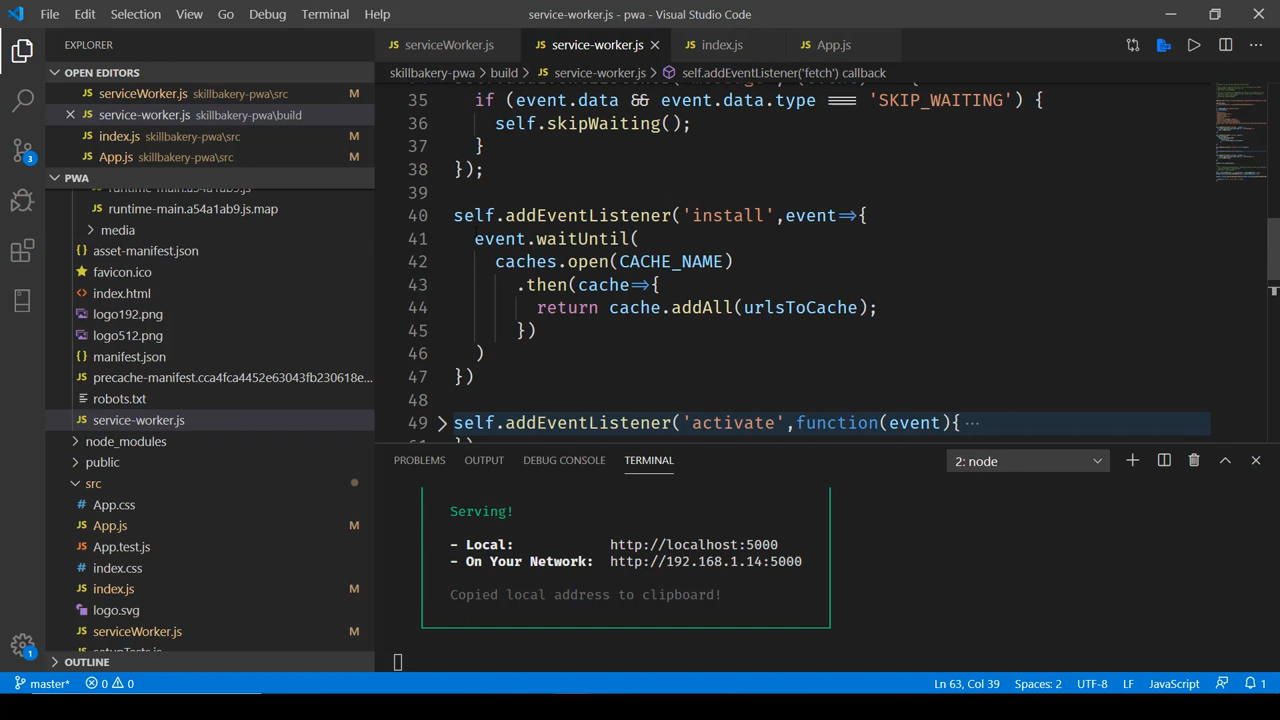 File Edit Selection View Go Debug Terminal Help
service-worker.js - pwa - Visual Studio Code
EXPLORER
OPEN EDITORS
serviceWorker.js skillbakery-pwa\src M
service-worker.js skillbakery-pwa\build
index.js skillbakery-pwa\src M
App.js skillbakery-pwa\src M
PWA
runtime-main.a54a1ab9.js
runtime-main.a54a1ab9.js.map
media
asset-manifest.json
favicon.ico
index.html
logo192.png
logo512.png
manifest.json
precache-manifest.cca4fca4452e63043fb230618e...
robots.txt
service-worker.js
node_modules
public
src
App.css
App.js M
App.test.js
index.css
index.js M
logo.svg
serviceWorker.js M
setupTests.js
OUTLINE
serviceWorker.js service-worker.js index.js App.js
skillbakery-pwa > build > service-worker.js > self.addEventListener('fetch') callback
35 if (event.data && event.data.type === 'SKIP_WAITING') {
36 self.skipWaiting();
37 }
38 });
39
40 self.addEventListener('install',event=>{
41 event.waitUntil(
42 caches.open(CACHE_NAME)
43 .then(cache=>{
44 return cache.addAll(urlsToCache);
45 })
46 )
47 })
48
49 self.addEventListener('activate',function(event){ ...
PROBLEMS OUTPUT DEBUG CONSOLE TERMINAL 2: node
Serving!
- Local: http://localhost:5000
- On Your Network: http://192.168.1.14:5000
Copied local address to clipboard!
master* 0 0 Ln 63, Col 39 Spaces: 2 UTF-8 LF JavaScript 1